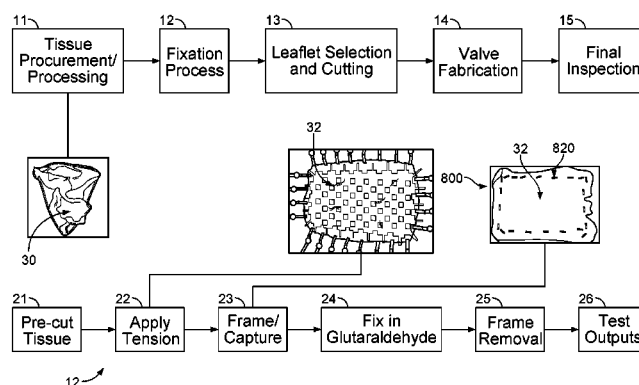 11
Tissue
Procurement/
Processing
12
Fixation
Process
13
Leaflet Selection
and Cutting
14
Valve
Fabrication
15
Final
Inspection
30
32
800
32
820
21
Pre-cut
Tissue
22
Apply
Tension
23
Frame/
Capture
24
Fix in
Glutaraldehyde
25
Frame
Removal
26
Test
Outputs
12